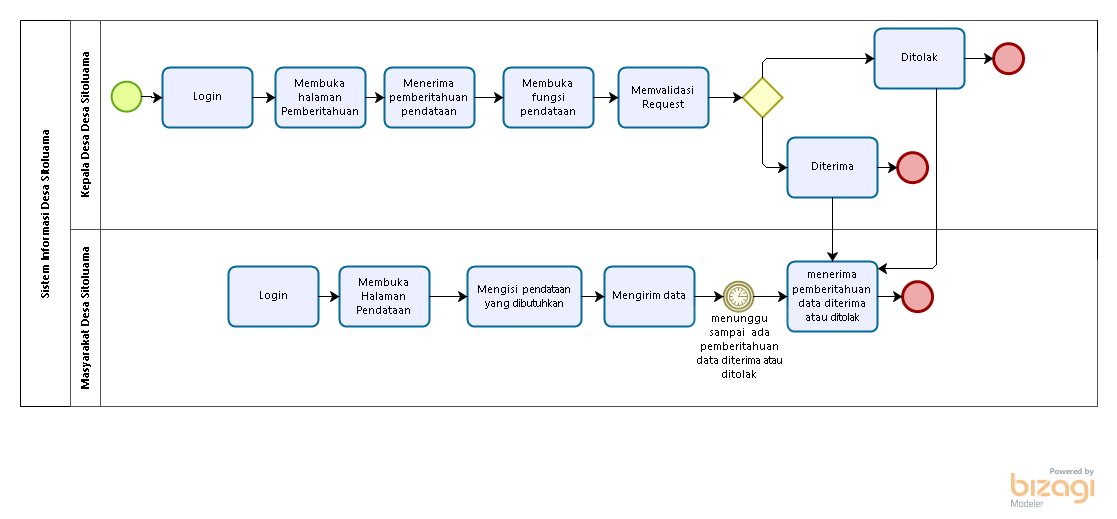 Sistem Informasi Desa Sitoluama
Kepala Desa Desa Sitoluama
Login
Membuka
halaman
Pemberitahuan
Menerima
pemberitahuan
pendataan
Membuka
fungsi
pendataan
Memvalidasi
Request
Ditolak
Diterima
Masyarakat Desa Sitoluama
Login
Membuka
Halaman
Pendataan
Mengisi pendataan
yang dibutuhkan
Mengirim data
menunggu
sampai ada
pemberitahuan
data diterima atau
ditolak
menerima
pemberitahuan
data diterima
atau ditolak
Powered by
bizagi
Modeler